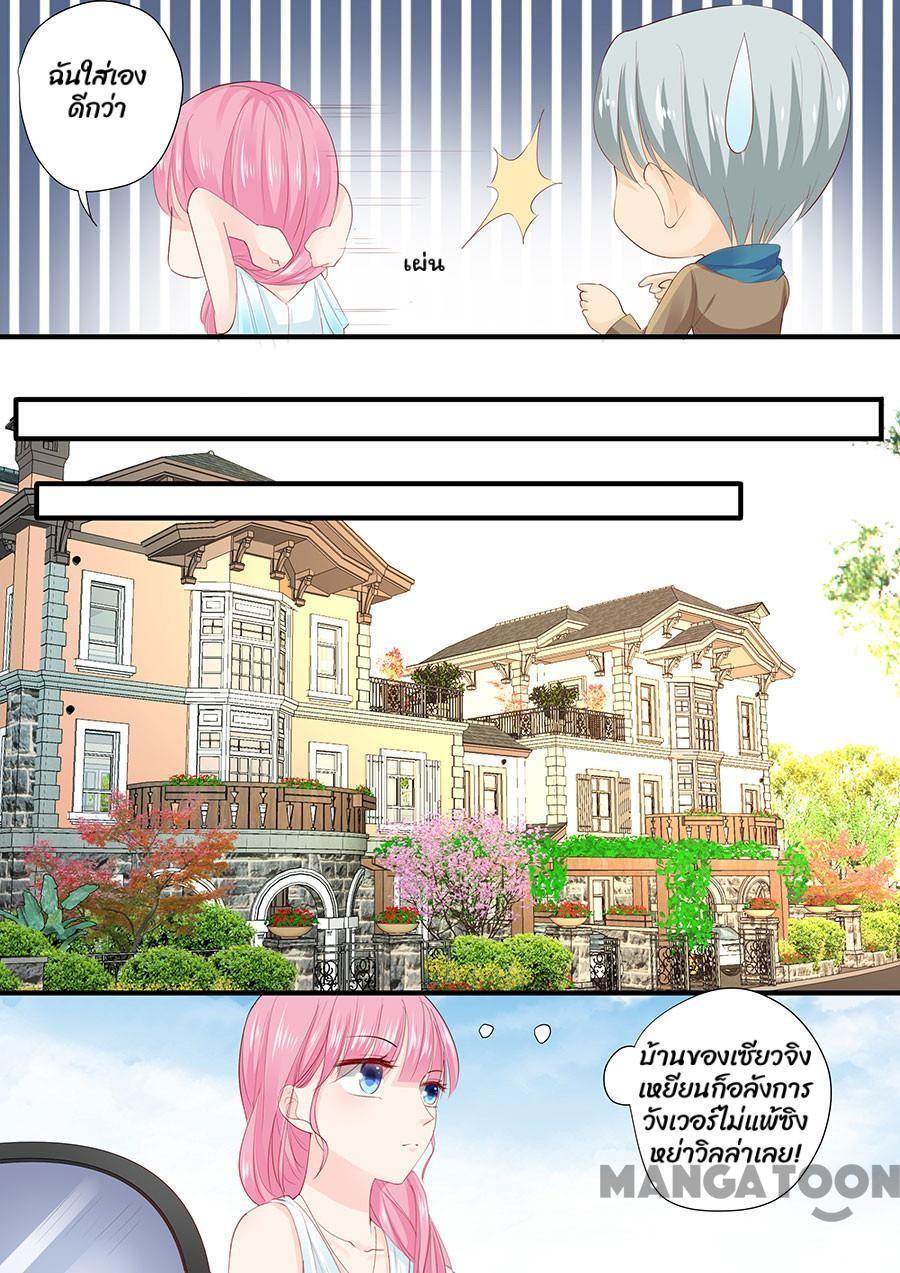 ฉันใส่เอง
ดีกว่า
เผ่น
บ้านของเซียวจิง
เหยียนก็อลังการ
วังเวอร์ไม่แพ้ซิง
หย่าวิลล่าเลย!
MANGATOON